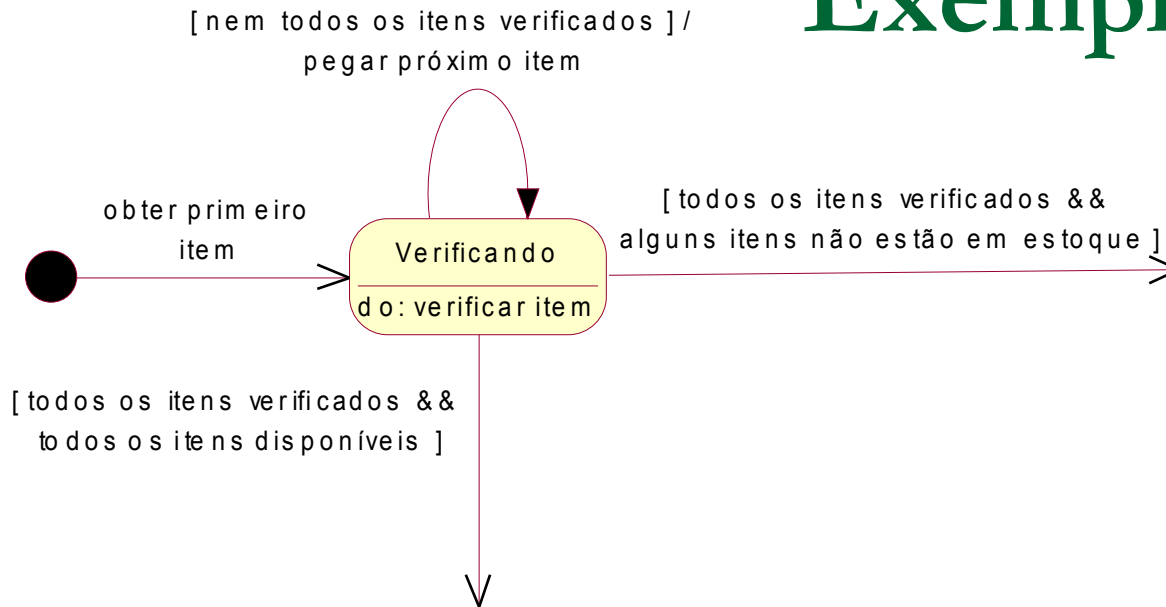 Exempl
[ nem todos os itens verificados ] /
pegar próximo item
obter primeiro
item
[ todos os itens verificados &&
alguns itens não estão em estoque ]
Verificando
do: verificar item
[ todos os itens verificados &&
todos os itens disponíveis ]